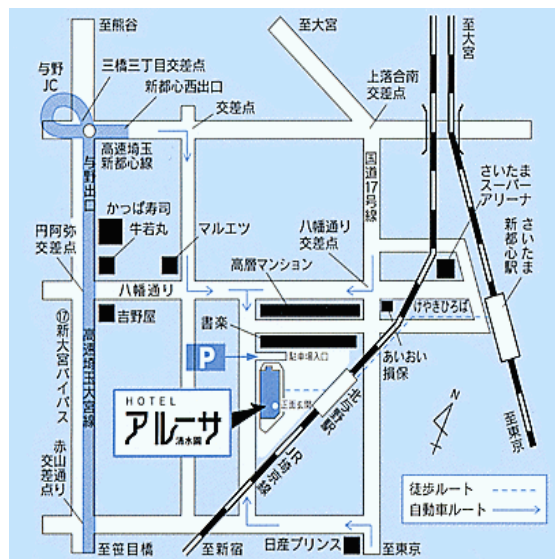 至熊谷
至大宮
至大宮
与野
JC
三橋三丁目交差点
新都心西出口
交差点
上落合南
交差点
高速埼玉
新都心線
与野出口
国道17号線
さいたま
スーパー
アリーナ
さいたま
新都心駅
かっぱ寿司
牛若丸
マルエツ
円阿弥
交差点
八幡通り
交差点
高層マンション
八幡通り
けやきひろば
吉野屋
書楽
あいおい
損保
P
駐車場入口
⑰新大宮バイパス
高速埼玉大宮線
HOTEL
アルーサ
清水園
正面玄関
北与野駅
JR埼京線
至東京
赤山通り
交差点
徒歩ルート
自動車ルート
至笹目橋
至新宿
日産プリンス
至東京